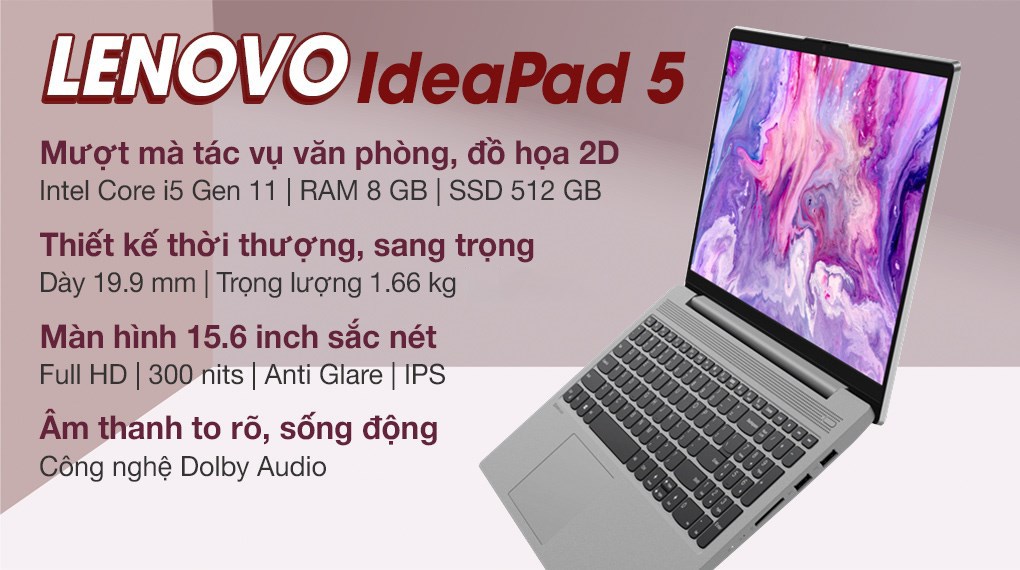 LENOVO IdeaPad 5
Mượt mà tác vụ văn phòng, đồ họa 2D
Intel Core i5 Gen 11 | RAM 8 GB | SSD 512 GB
Thiết kế thời thượng, sang trọng
Dày 19.9 mm | Trọng lượng 1.66 kg
Màn hình 15.6 inch sắc nét
Full HD | 300 nits | Anti Glare | IPS
Âm thanh to rõ, sống động
Công nghệ Dolby Audio